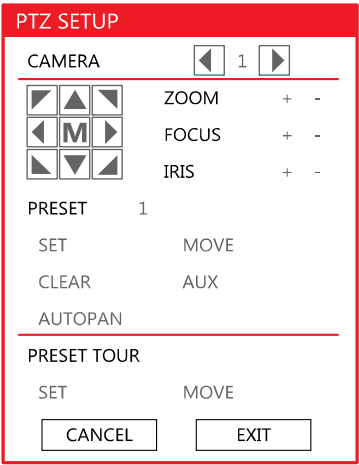 PTZ SETUP
CAMERA 1
ZOOM + -
M FOCUS + -
IRIS + -
PRESET 1
SET MOVE
CLEAR AUX
AUTOPAN
PRESET TOUR
SET MOVE
CANCEL EXIT